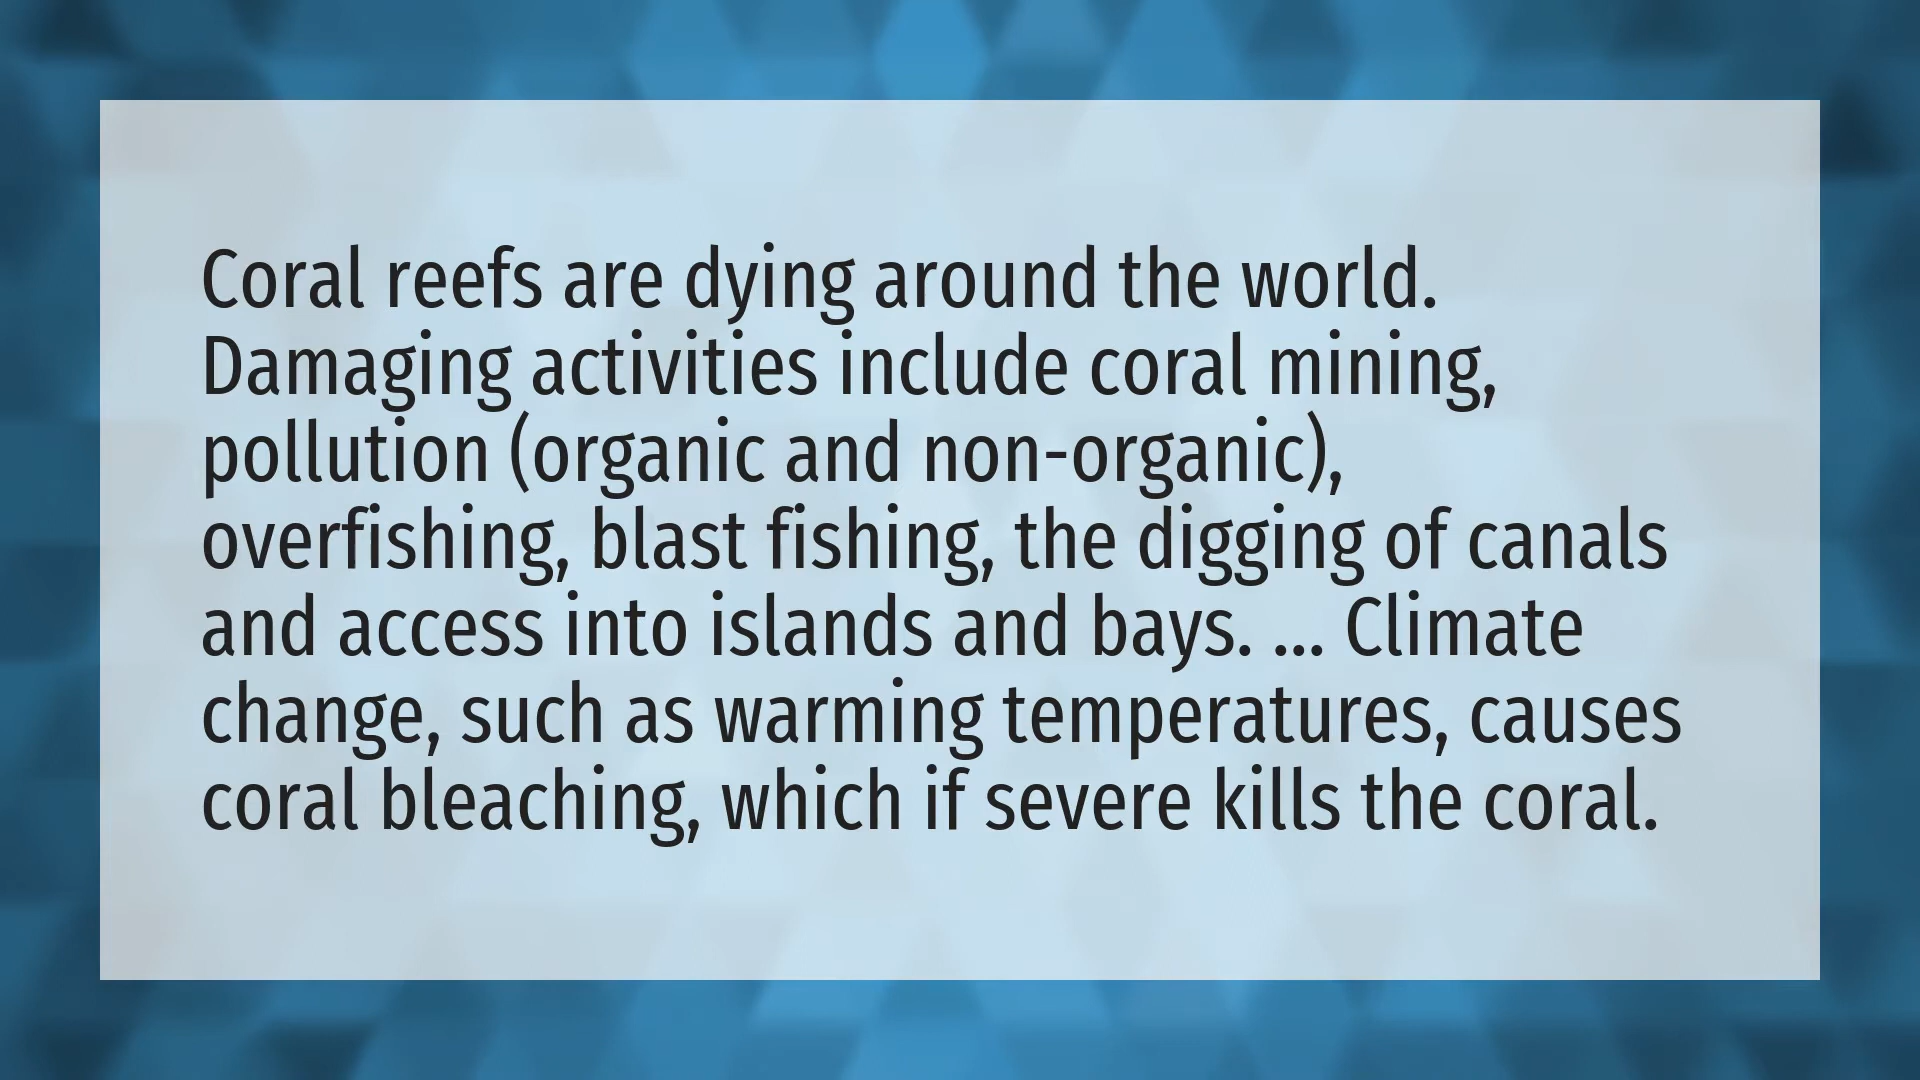 Coral reefs are dying around the world.
Damaging activities include coral mining,
pollution (organic and non-organic),
overfishing, blast fishing, the digging of canals
and access into islands and bays. ... Climate
change, such as warming temperatures, causes
coral bleaching, which if severe kills the coral.